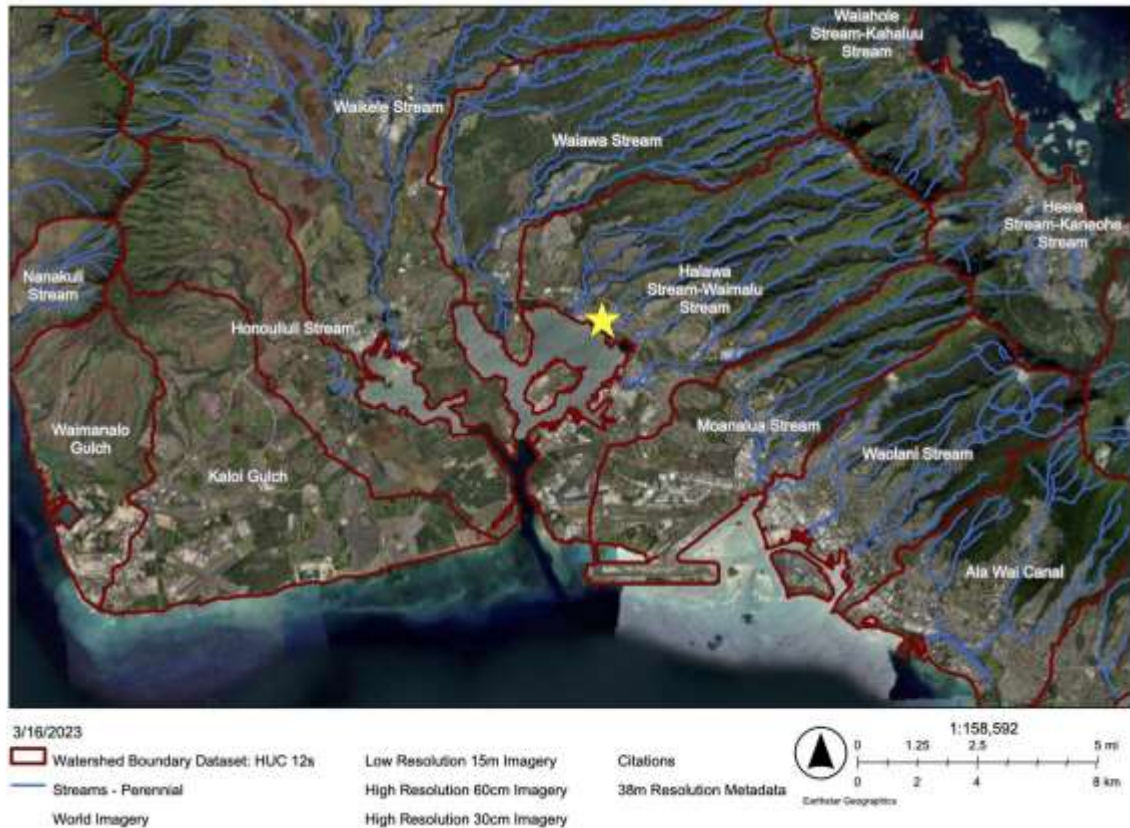 Waiahole
Stream-Kahaluu
Stream
Waikele Stream
Waiawa Stream
Heeia
Stream-Kaneohe
Stream
Nanakuli
Stream
Halawa
Stream-Waimalu
Stream
Honouliuli Stream
Waimanalo
Gulch
Kaloi Gulch
Moanalua Stream
Waolani Stream
Ala Wai Canal
3/16/2023
Watershed Boundary Dataset: HUC 12s
Streams - Perennial
World Imagery
Low Resolution 15m Imagery
High Resolution 60cm Imagery
High Resolution 30cm Imagery
Citations
38m Resolution Metadata
1:158,592
0 1.25 2.5 5 mi
0 2 4 8 km
Earthstar Geographics